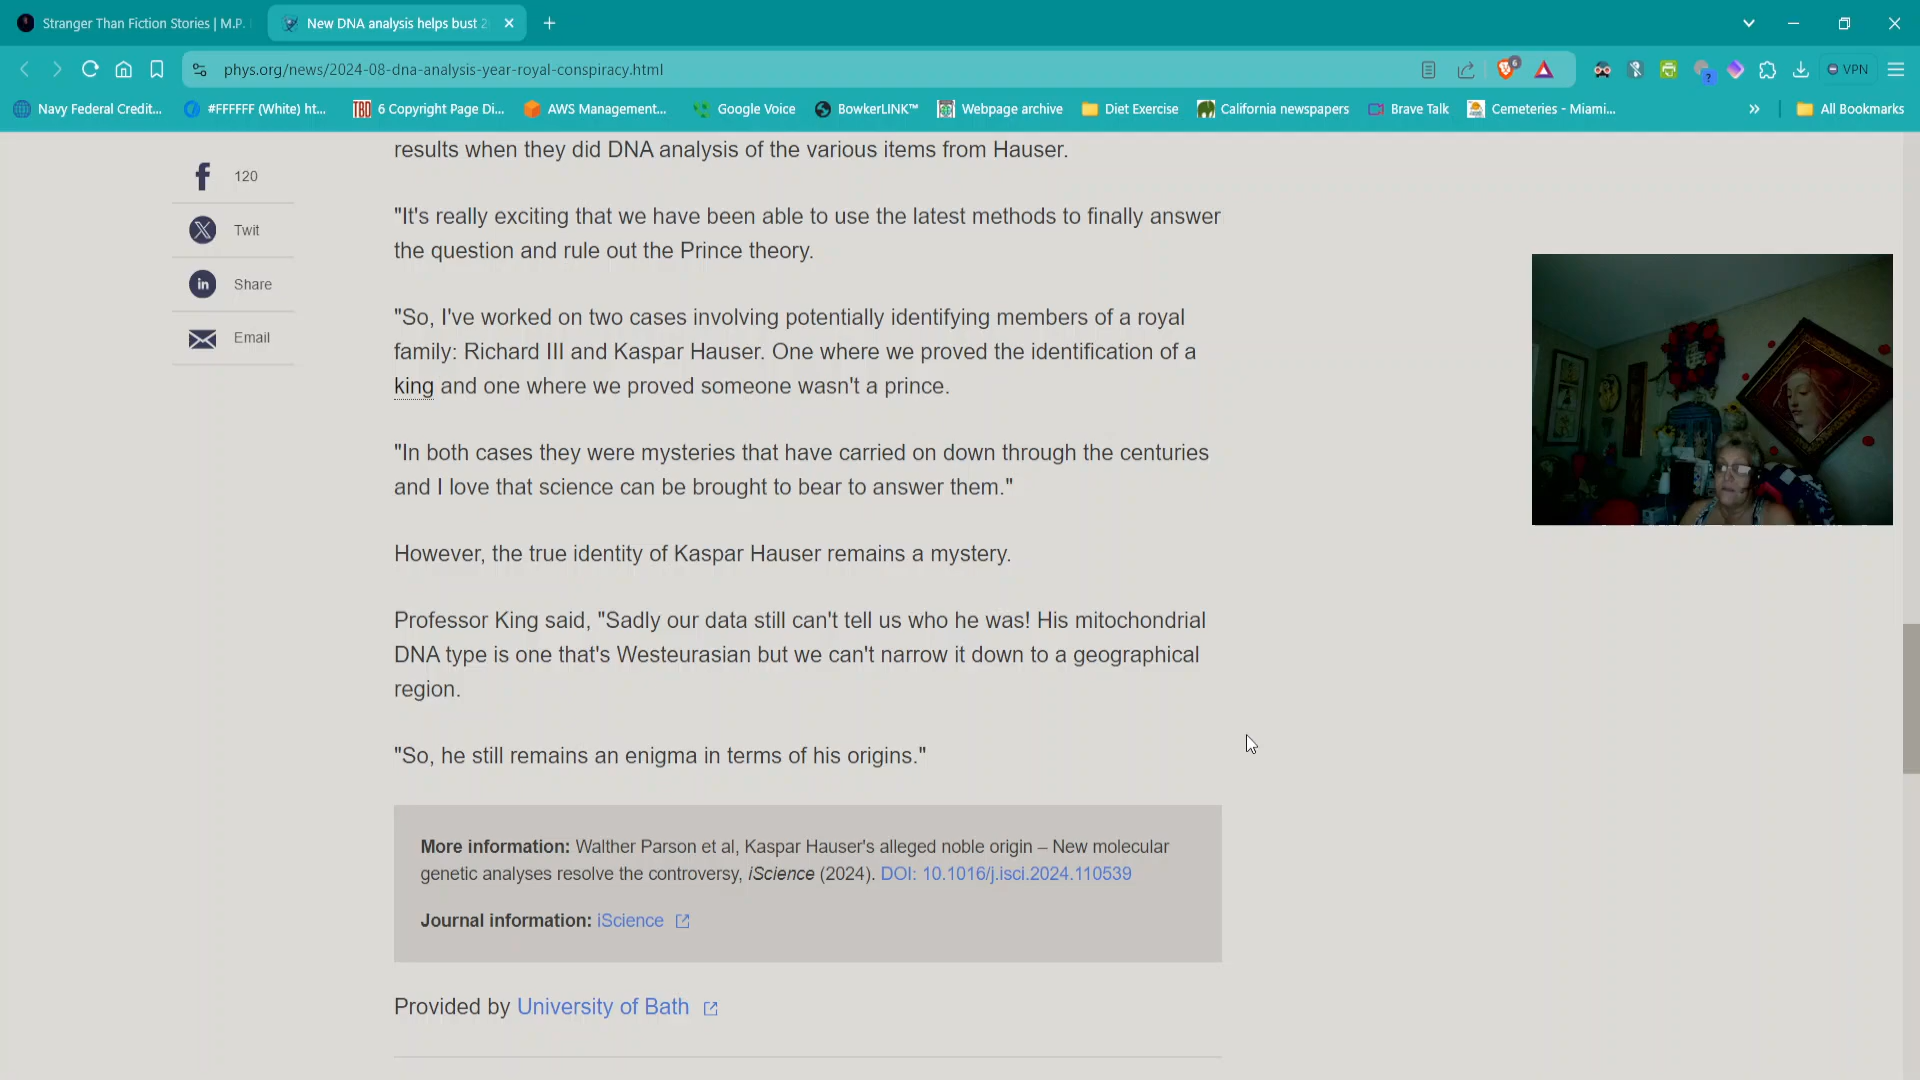 Stranger Than Fiction Stories | M.P.
New DNA analysis helps bust 2
phys.org/news/2024-08-dna-analysis-year-royal-conspiracy.html
6
?
VPN
Navy Federal Credit...
#FFFFFF (White) ht...
TBD
6 Copyright Page Di...
AWS Management...
Google Voice
BowkerLINK™
Webpage archive
Diet Exercise
California newspapers
Brave Talk
Cemeteries - Miami...
»
All Bookmarks
120
Twit
Share
Email
results when they did DNA analysis of the various items from Hauser.
"It's really exciting that we have been able to use the latest methods to finally answer
the question and rule out the Prince theory.
"So, I've worked on two cases involving potentially identifying members of a royal
family: Richard III and Kaspar Hauser. One where we proved the identification of a
king and one where we proved someone wasn't a prince.
"In both cases they were mysteries that have carried on down through the centuries
and I love that science can be brought to bear to answer them."
However, the true identity of Kaspar Hauser remains a mystery.
Professor King said, "Sadly our data still can't tell us who he was! His mitochondrial
DNA type is one that's Westeurasian but we can't narrow it down to a geographical
region.
"So, he still remains an enigma in terms of his origins."
More information: Walther Parson et al, Kaspar Hauser's alleged noble origin – New molecular
genetic analyses resolve the controversy, iScience (2024). DOI: 10.1016/j.isci.2024.110539
Journal information: iScience
Provided by University of Bath